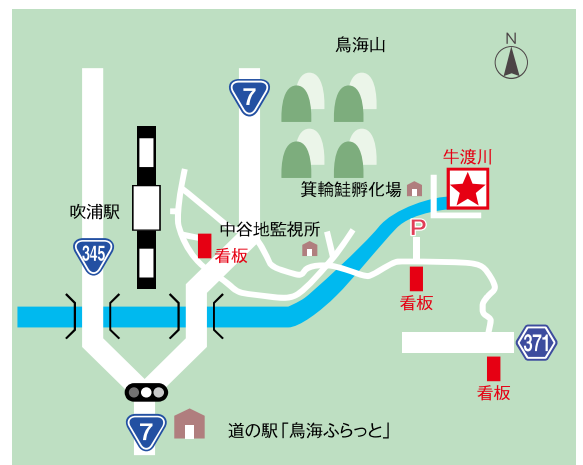 鳥海山
N
7
牛渡川
箕輪鮭孵化場
吹浦駅
中谷地監視所
P
345
看板
看板
371
看板
7
道の駅「鳥海ふらっと」